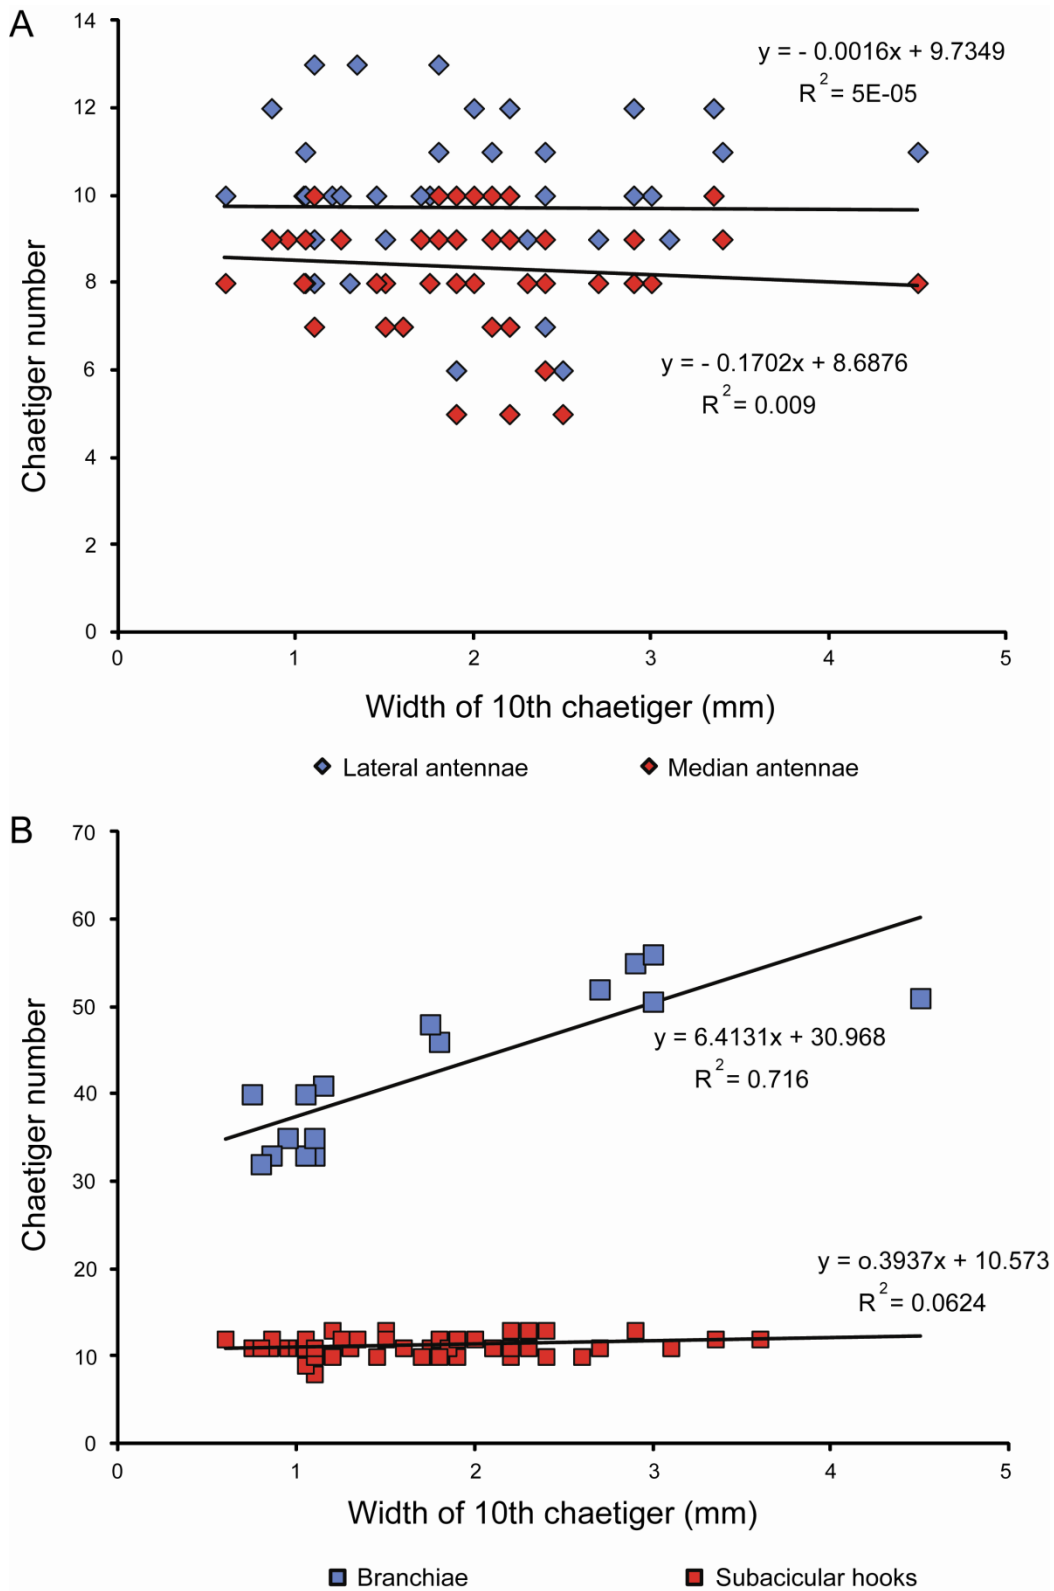 A
14
12
10
8
6
4
2
0
0 1 2 3 4 5
Chaetiger number
y = - 0.0016x + 9.7349
R² = 5E-05
y = - 0.1702x + 8.6876
R² = 0.009
Width of 10th chaetiger (mm)
Lateral antennae Median antennae
B
70
60
50
40
30
20
10
0
0 1 2 3 4 5
Chaetiger number
y = 6.4131x + 30.968
R² = 0.716
y = o.3937x + 10.573
R² = 0.0624
Width of 10th chaetiger (mm)
Branchiae Subacicular hooks